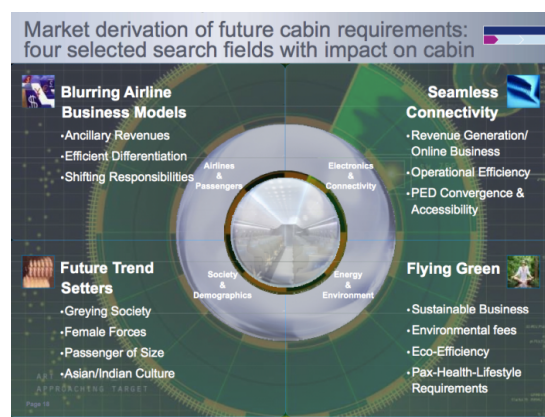 Market derivation of future cabin requirements:
four selected search fields with impact on cabin
Blurring Airline
Business Models
•Ancillary Revenues
•Efficient Differentiation
•Shifting Responsibilities
Seamless
Connectivity
•Revenue Generation/
Online Business
•Operational Efficiency
•PED Convergence &
Accessibility
Airlines
&
Passengers
Electronics
&
Connectivity
Society
&
Demographics
Energy
&
Environment
Future Trend
Setters
•Greying Society
•Female Forces
•Passenger of Size
•Asian/Indian Culture
Flying Green
•Sustainable Business
•Environmental fees
•Eco-Efficiency
•Pax-Health-Lifestyle
Requirements
APPROACHING TARGET
Page 18